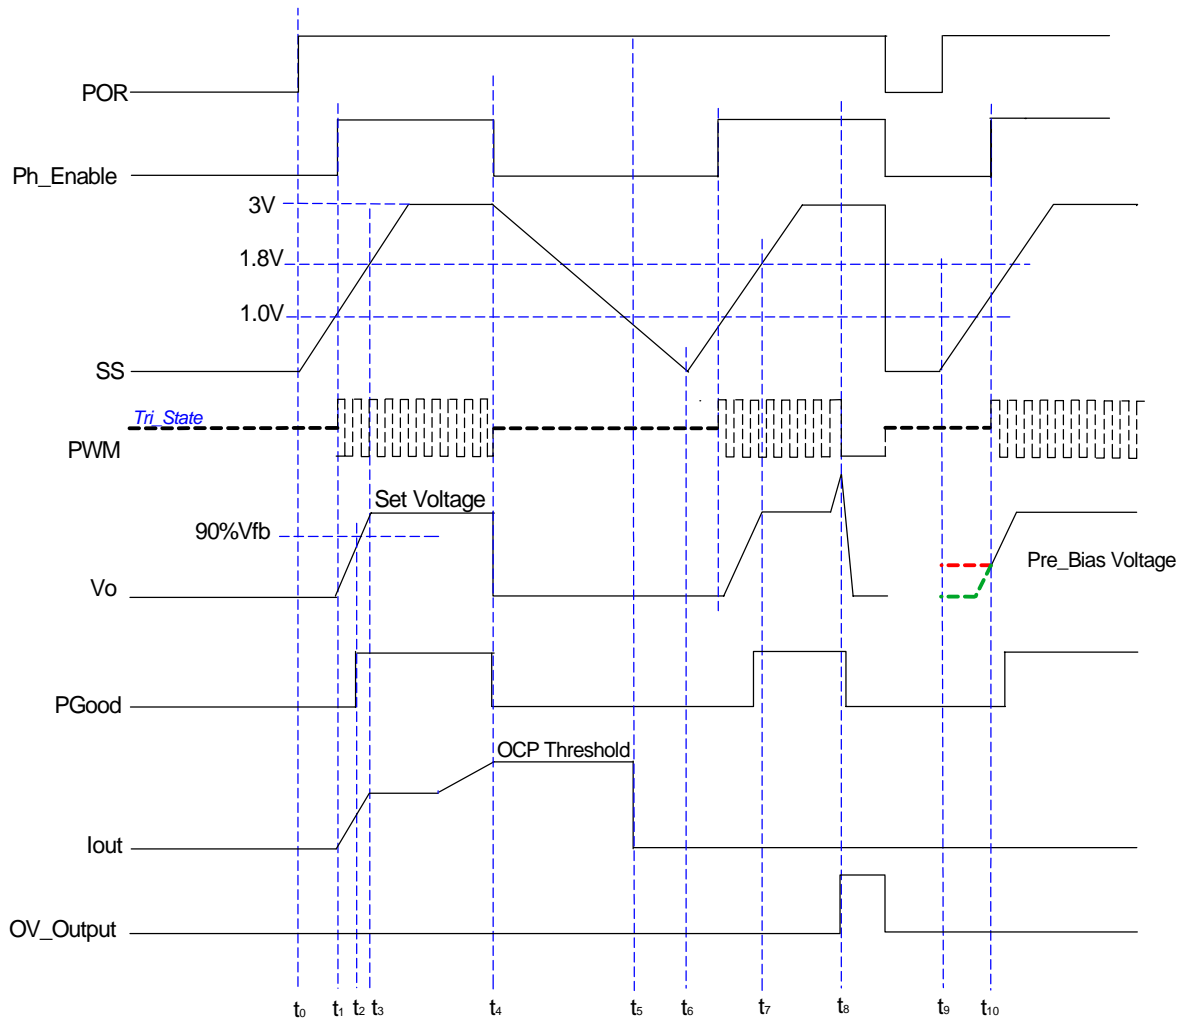 POR
Ph_Enable
3V
1.8V
1.0V
SS
Tri_State
PWM
Set Voltage
90%Vfb
Pre_Bias Voltage
Vo
PGood
OCP Threshold
Iout
OV_Output
t0 t1 t2 t3 t4 t5 t6 t7 t8 t9 t10